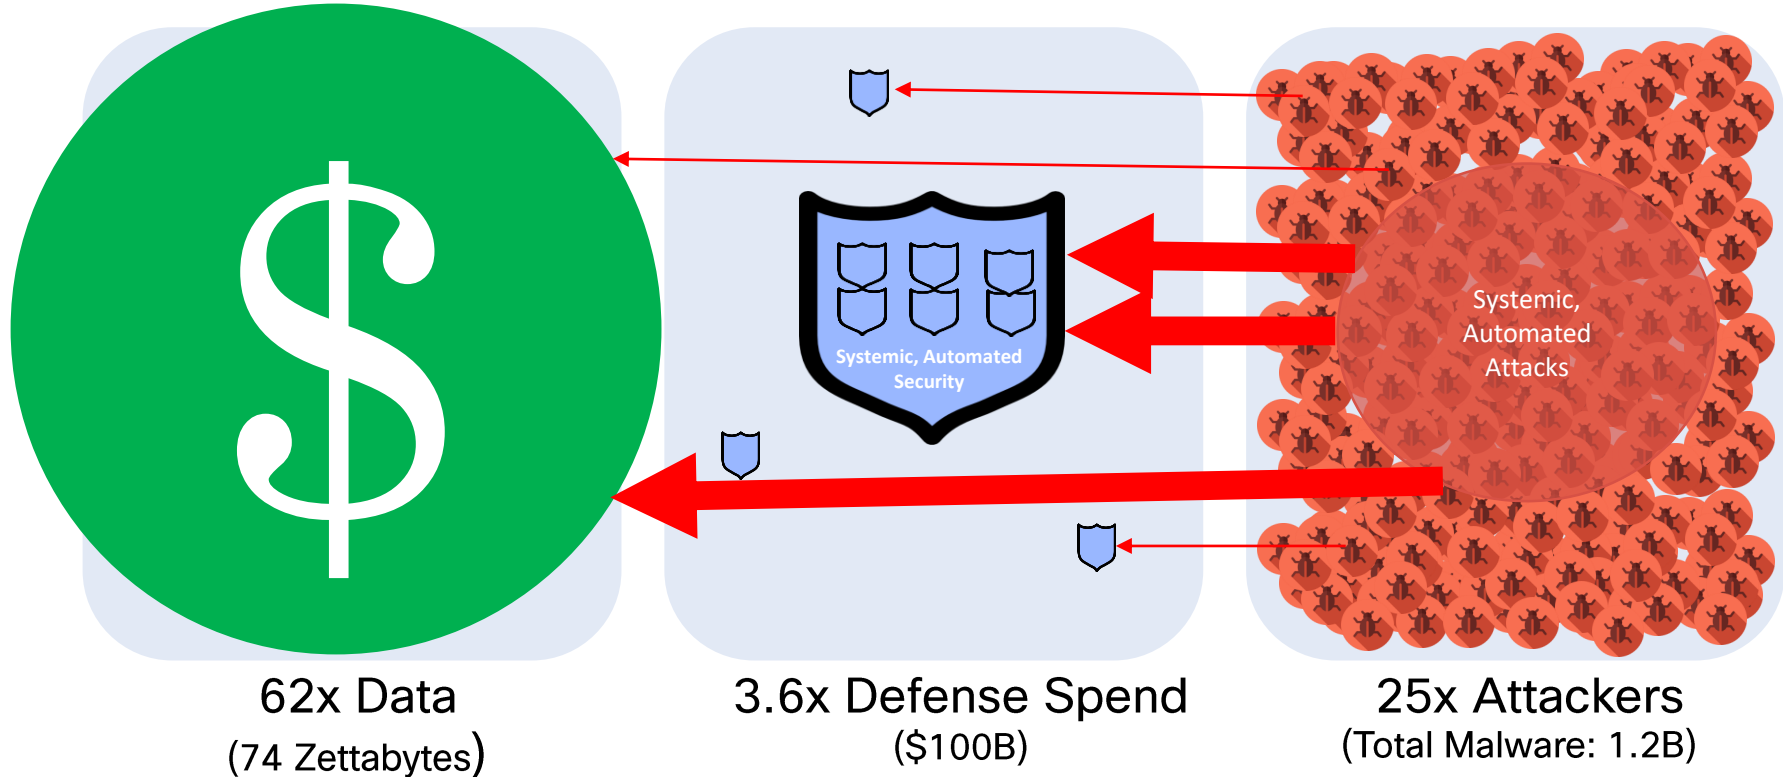 $
Systemic, Automated
Security
Systemic,
Automated
Attacks
62x Data
(74 Zettabytes)
3.6x Defense Spend
($100B)
25x Attackers
(Total Malware: 1.2B)